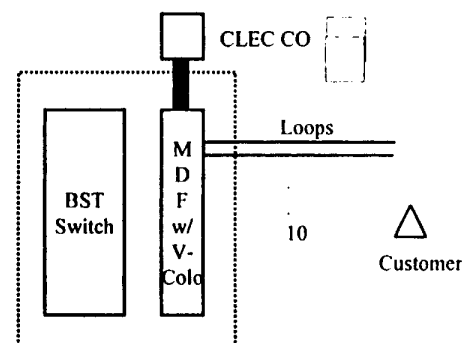 CLEC CO
Loops
M
D
F
w/
V-
Colo
BST
Switch
10
Customer